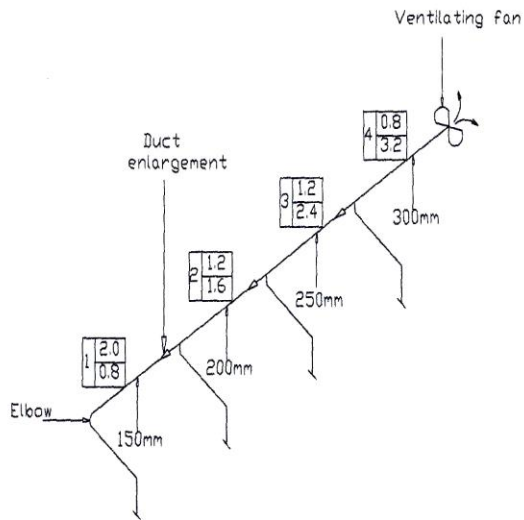 Ventilating fan
4
0.8
3.2
Duct
enlargement
3
1.2
2.4
300mm
2
1.2
1.6
250mm
1
2.0
0.8
200mm
Elbow
150mm